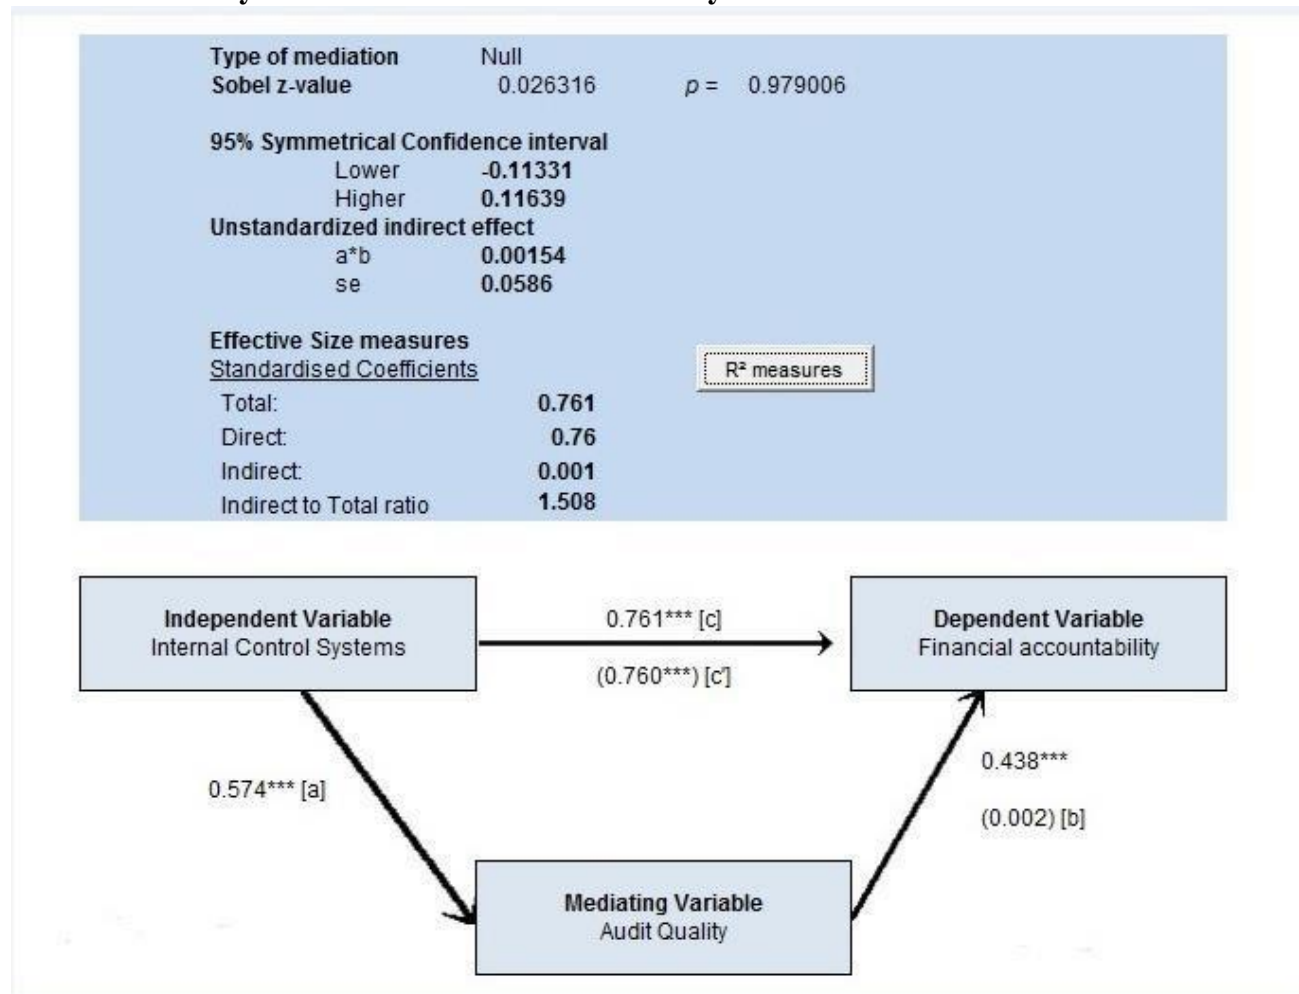 Type of mediation Null
Sobel z-value 0.026316 p = 0.979006
95% Symmetrical Confidence interval
Lower -0.11331
Higher 0.11639
Unstandardized indirect effect
a*b 0.00154
se 0.0586
Effective Size measures
Standardised Coefficients
R² measures
Total: 0.761
Direct: 0.76
Indirect: 0.001
Indirect to Total ratio 1.508
Independent Variable
Internal Control Systems
0.761*** [c]
(0.760***) [c']
Dependent Variable
Financial accountability
0.574*** [a]
0.438***
(0.002) [b]
Mediating Variable
Audit Quality